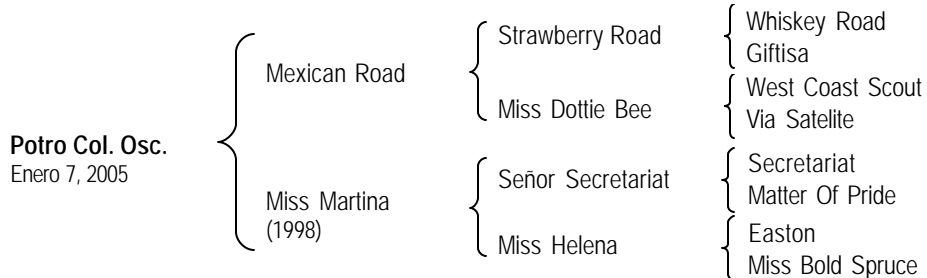 Potro Col. Osc.
Enero 7, 2005
Mexican Road
Miss Martina
(1998)
Strawberry Road
Miss Dottie Bee
Señor Secretariat
Miss Helena
Whiskey Road
Giftisa
West Coast Scout
Via Satelite
Secretariat
Matter Of Pride
Easton
Miss Bold Spruce